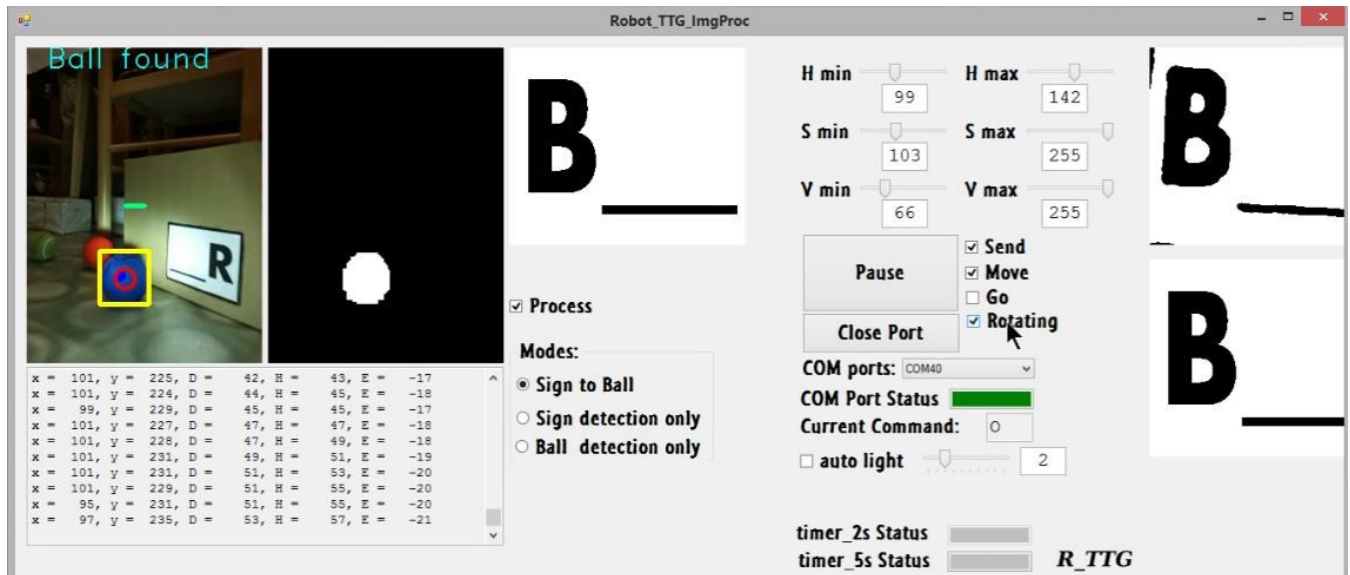 Robot_TTG_ImgProc
Ball found
_R
x = 101, y = 225, D = 42, H = 43, E = -17
x = 101, y = 224, D = 44, H = 45, E = -18
x = 99, y = 229, D = 45, H = 45, E = -17
x = 101, y = 227, D = 47, H = 47, E = -18
x = 101, y = 228, D = 47, H = 49, E = -18
x = 101, y = 231, D = 49, H = 51, E = -19
x = 101, y = 231, D = 51, H = 53, E = -20
x = 101, y = 229, D = 51, H = 55, E = -20
x = 95, y = 231, D = 51, H = 55, E = -20
x = 97, y = 235, D = 53, H = 57, E = -21
B_
Process
Modes:
Sign to Ball
Sign detection only
Ball detection only
H min
99
H max
142
S min
103
S max
255
V min
66
V max
255
Pause
Close Port
Send
Move
Go
Rotating
COM ports: COM40
COM Port Status
Current Command: O
auto light 2
timer_2s Status
timer_5s Status
R_TTG
B_
B_